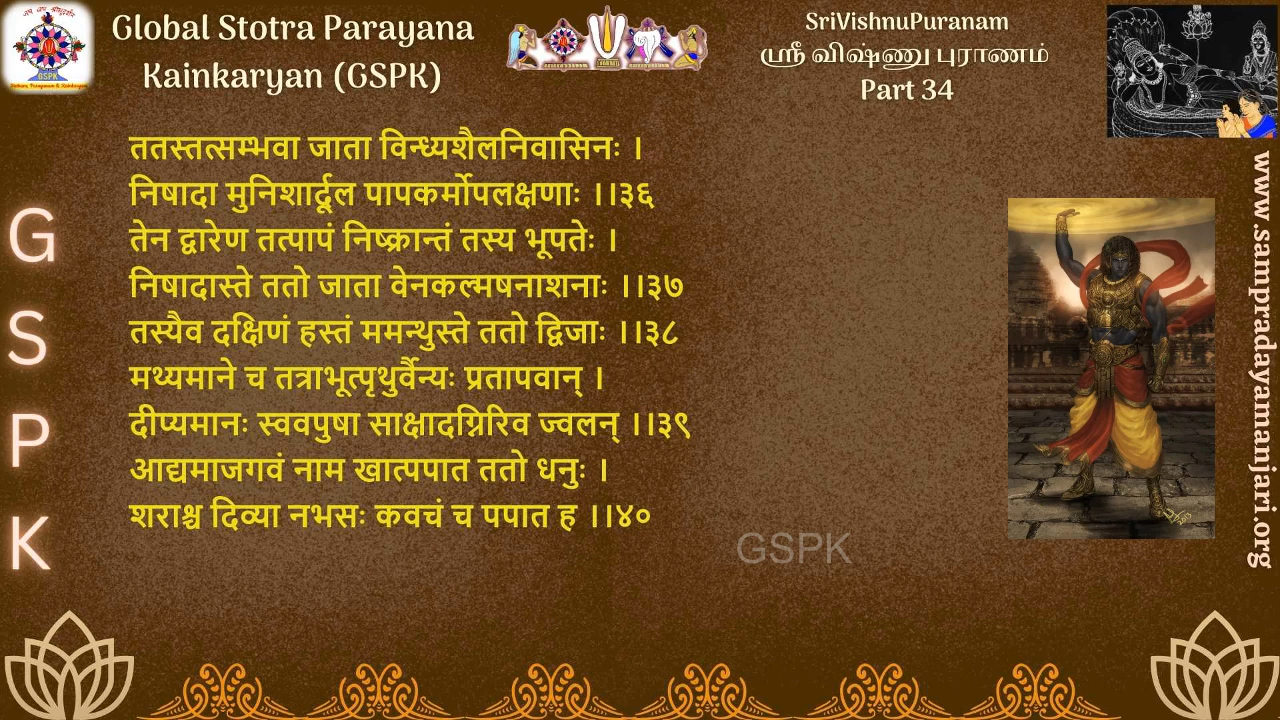 Global Stotra Parayana
Kainkaryan (GSPK)
SriVishnuPuranam
ஸ்ரீ விஷ்ணு புராணம்
Part 34
GSPK
ततस्तत्सम्भवा जाता विन्ध्यशैलनिवासिनः ।
निषादा मुनिशार्दूल पापकर्मोपलक्षणाः ।।३६
तेन द्वारेण तत्पापं निष्क्रान्तं तस्य भूपतेः ।
निषादास्ते ततो जाता वेनकल्मषनाशनाः ।।३७
तस्यैव दक्षिणं हस्तं ममन्थुस्ते ततो द्विजाः ।।३८
मथ्यमाने च तत्राभूत्पृथुर्वैन्यः प्रतापवान् ।
दीप्यमानः स्ववपुषा साक्षादग्निरिव ज्वलन् ।।३९
आद्यमाजगवं नाम खात्पपात ततो धनुः ।
शराश्च दिव्या नभसः कवचं च पपात ह ।।४०
G
S
P
K
GSPK
www.sampradayamanjari.org